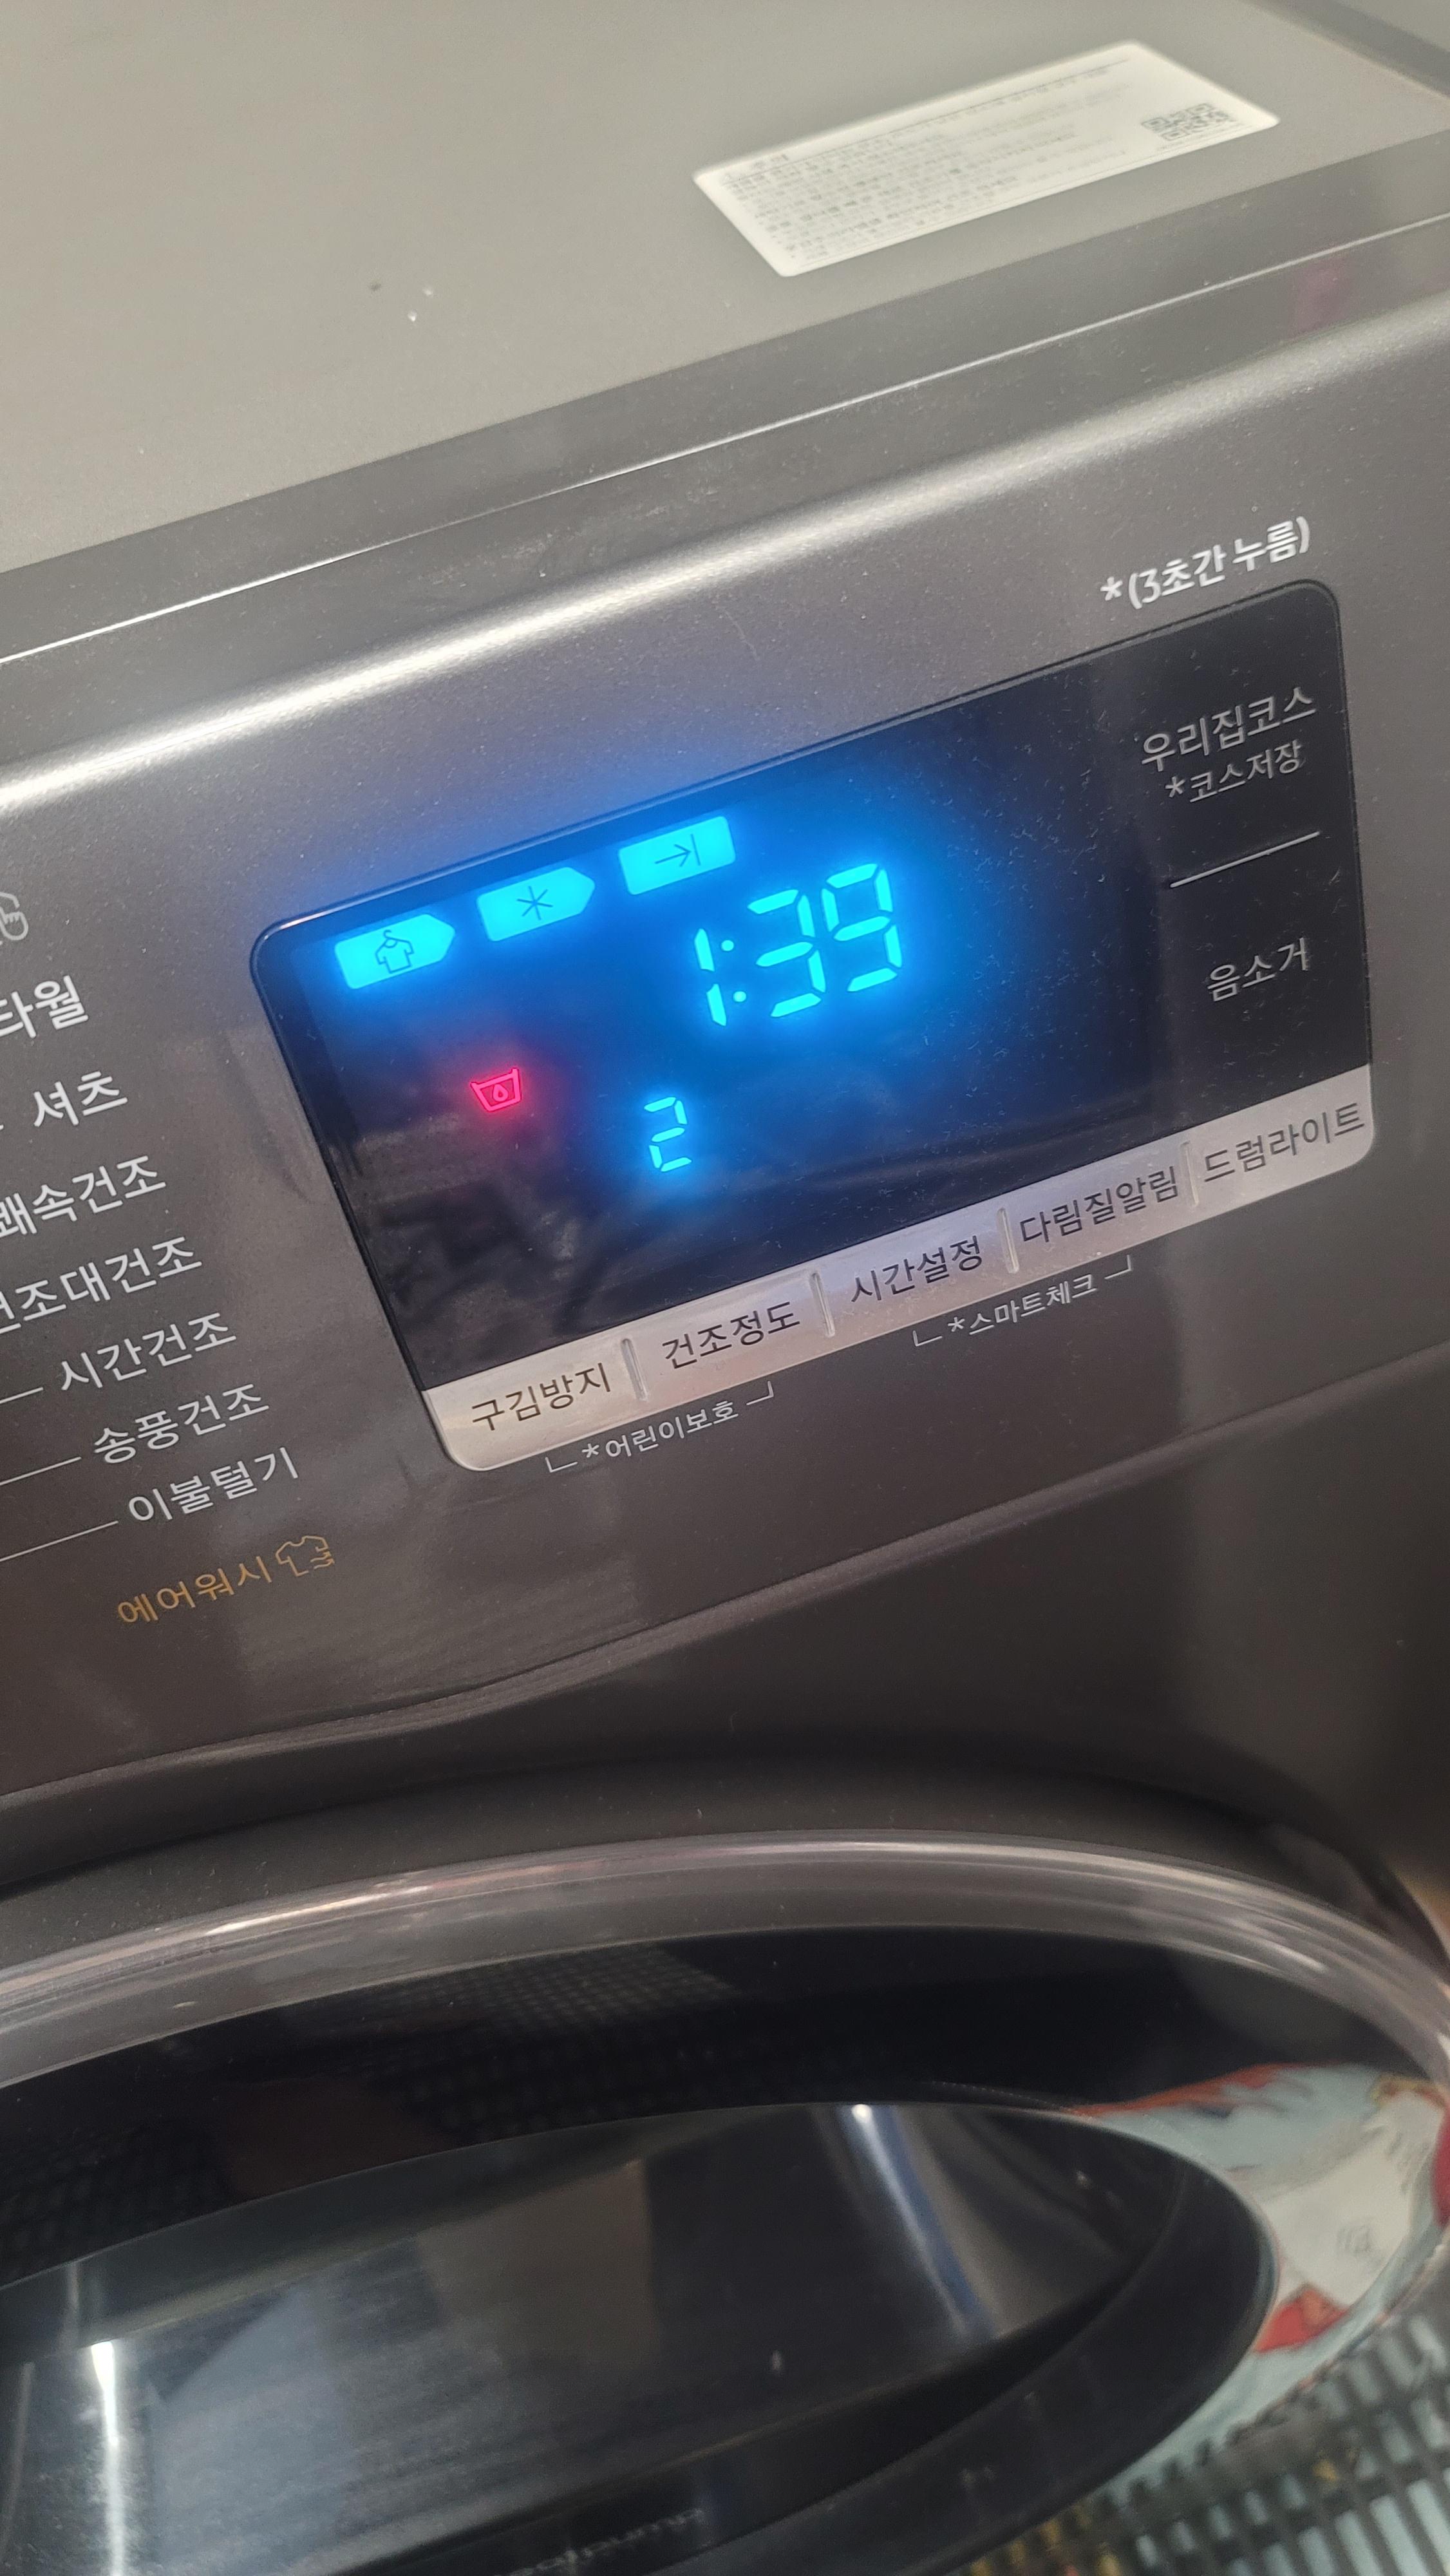 *(3초간 누름)
우리집코스
*코스저장
음소거
1:39
2
타월
셔츠
쾌속건조
건조대건조
시간건조
송풍건조
이불털기
에어워시
구김방지
건조정도
시간설정
다림질알림
드럼라이트
*어린이보호
*스마트체크